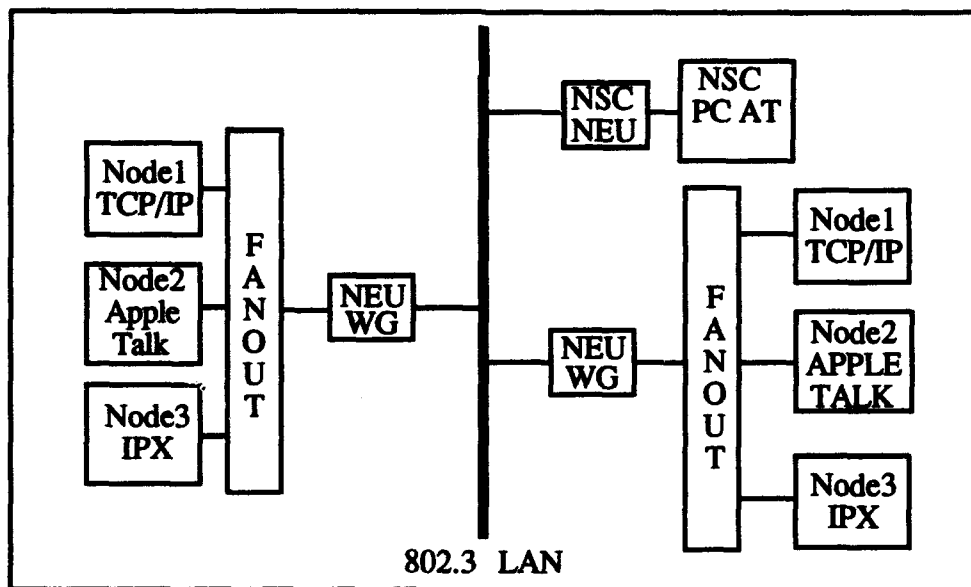 Node1
TCP/IP
Node2
Apple
Talk
Node3
IPX
F
A
N
O
U
T
NEU
WG
NSC
NEU
NSC
PC AT
NEU
WG
F
A
N
O
U
T
Node1
TCP/IP
Node2
APPLE
TALK
Node3
IPX
802.3 LAN